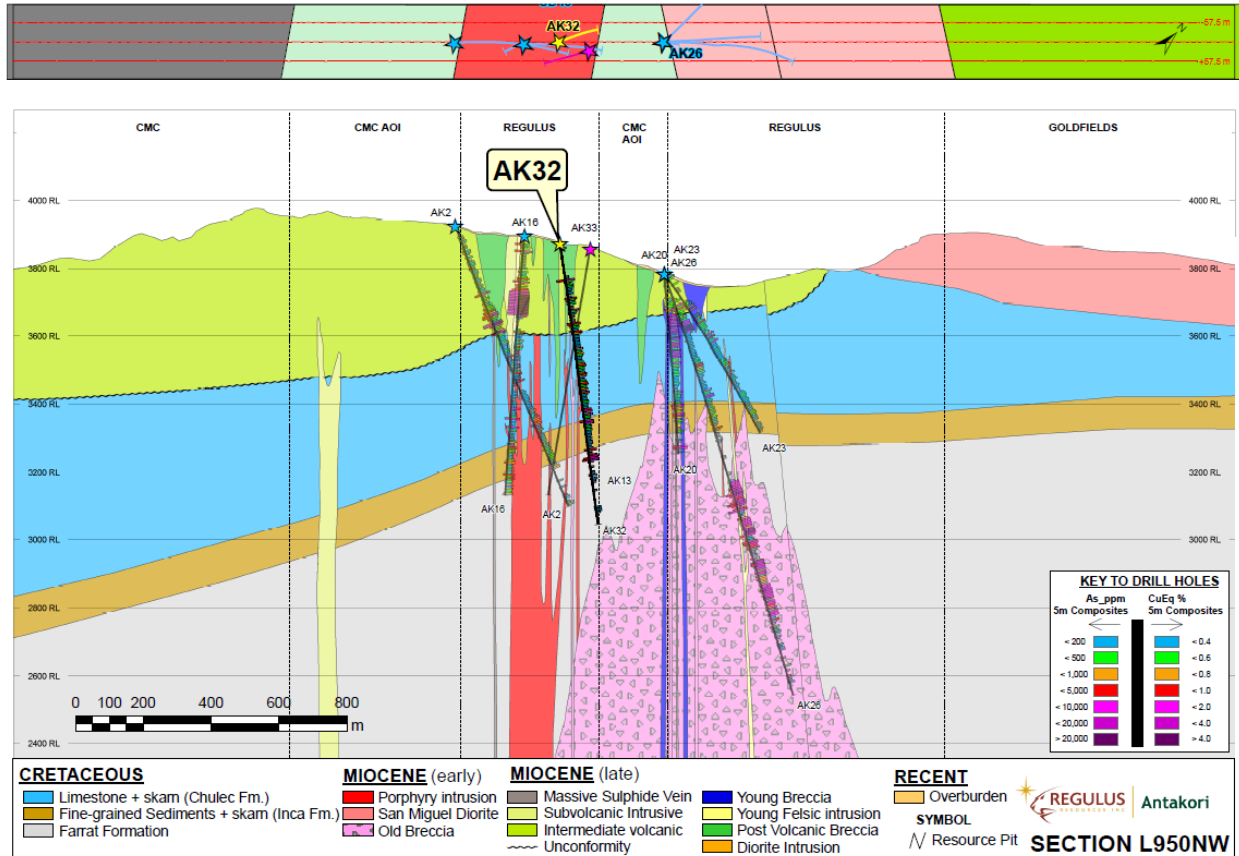 AK32
AK26
-57.5 m
+57.5 m
N
CMC
CMC AOI
REGULUS
CMC
AOI
REGULUS
GOLDFIELDS
AK32
4000 RL
4000 RL
AK2
AK16
AK33
AK20
AK23
AK26
3800 RL
3800 RL
3600 RL
3600 RL
3400 RL
3400 RL
AK23
AK20
3200 RL
3200 RL
AK16
AK2
AK13
AK32
3000 RL
3000 RL
2800 RL
2800 RL
2600 RL
AK26
2400 RL
0 100 200 400 600 800
m
KEY TO DRILL HOLES
As_ppm
5m Composites
CuEq %
5m Composites
< 200 < 0.4
< 500 < 0.6
< 1,000 < 0.8
< 5,000 < 1.0
< 10,000 < 2.0
< 20,000 < 4.0
> 20,000 > 4.0
CRETACEOUS
Limestone + skarn (Chulec Fm.)
Fine-grained Sediments + skarn (Inca Fm.)
Farrat Formation
MIOCENE (early)
Porphyry intrusion
San Miguel Diorite
Old Breccia
MIOCENE (late)
Massive Sulphide Vein
Subvolcanic Intrusive
Intermediate volcanic
Unconformity
Young Breccia
Young Felsic intrusion
Post Volcanic Breccia
Diorite Intrusion
RECENT
Overburden
SYMBOL
Resource Pit
REGULUS
RESOURCES INC
Antakori
SECTION L950NW